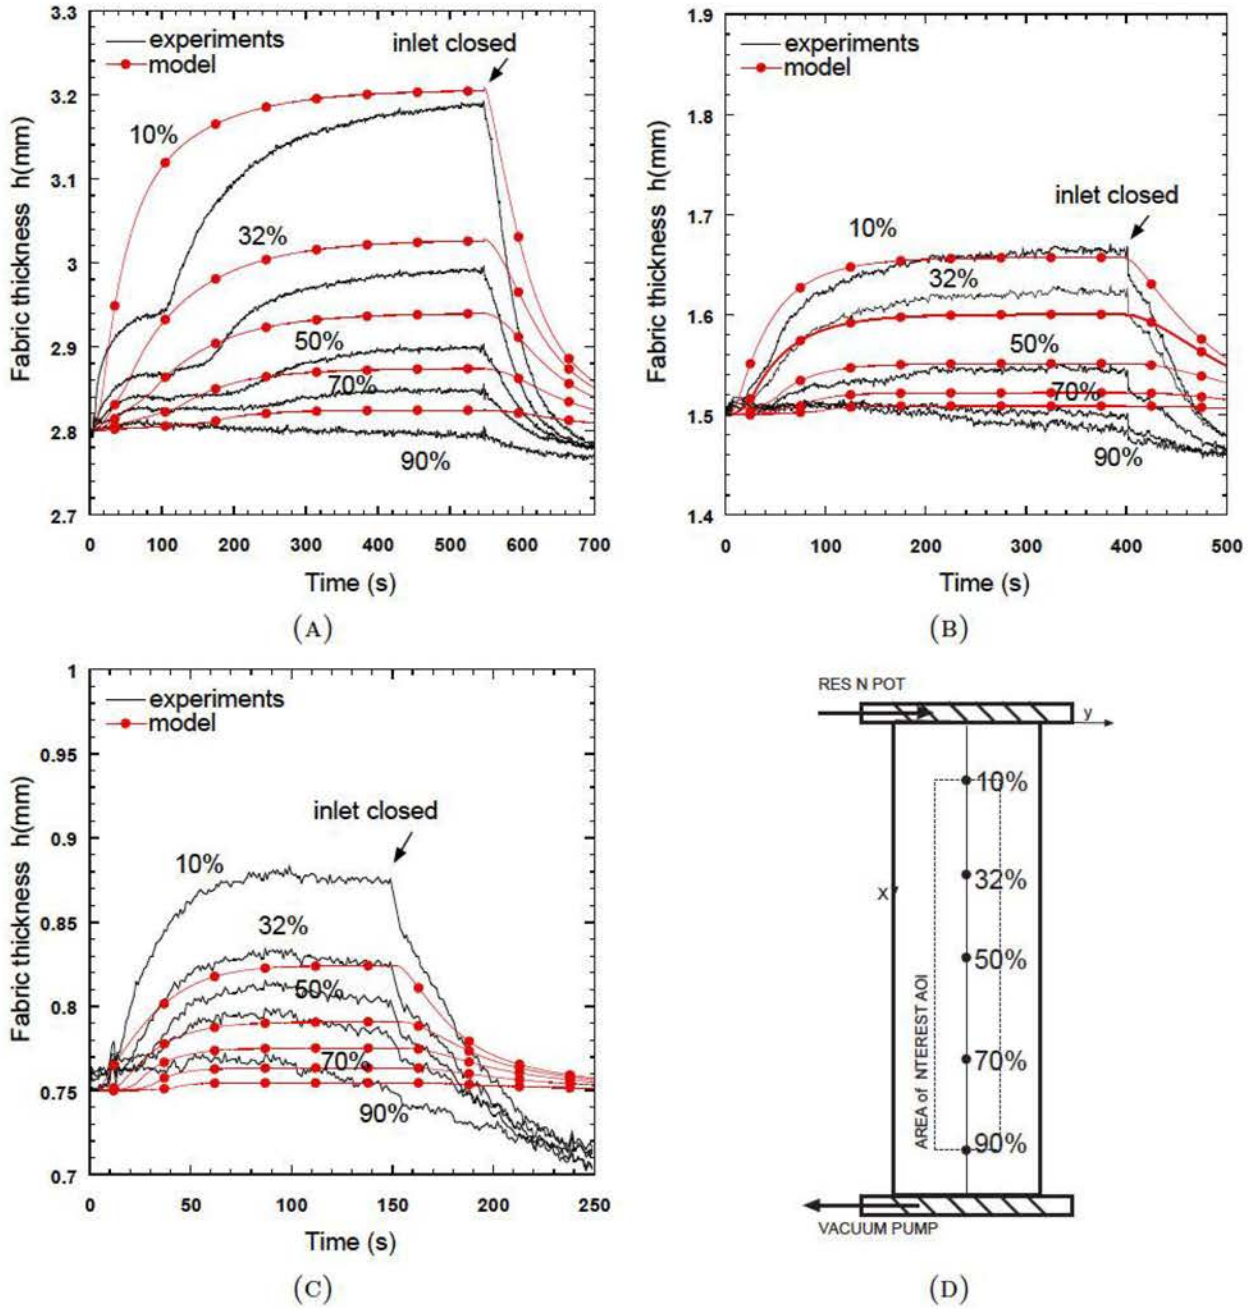 3.3
3.2
3.1
3
2.9
2.8
2.7
Fabric thickness h(mm)
experiments
model
inlet closed
10%
32%
50%
70%
90%
0 100 200 300 400 500 600 700
Time (s)
(A)
1.9
1.8
1.7
1.6
1.5
1.4
Fabric thickness h(mm)
experiments
model
inlet closed
10%
32%
50%
70%
90%
0 100 200 300 400 500
Time (s)
(B)
1
0.95
0.9
0.85
0.8
0.75
0.7
Fabric thickness h(mm)
experiments
model
inlet closed
10%
32%
50%
70%
90%
0 50 100 150 200 250
Time (s)
(C)
RES N POT
y
10%
32%
X
50%
70%
90%
AREA of NTEREST AOI
VACUUM PUMP
(D)